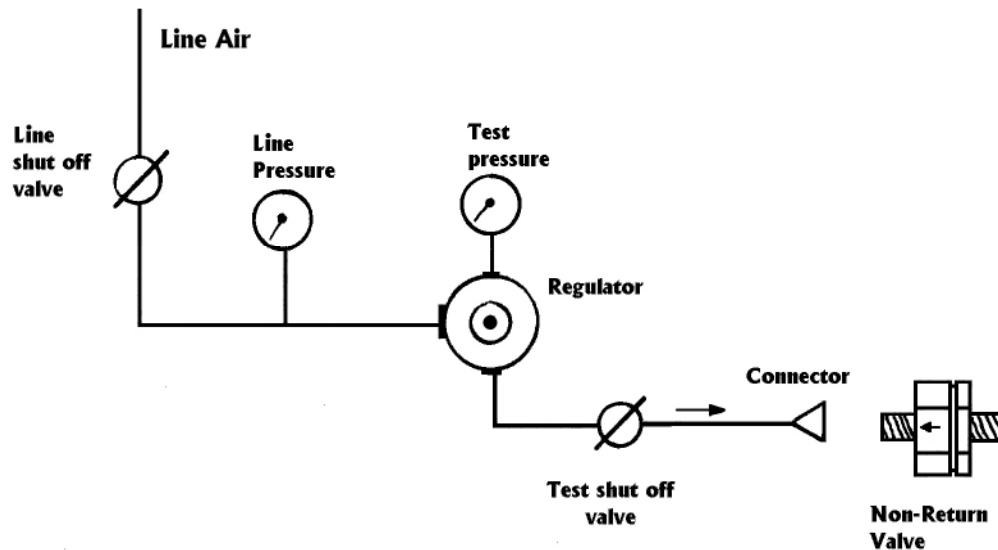 Line Air
Line
shut off
valve
Line
Pressure
Test
pressure
Regulator
Connector
Test shut off
valve
Non-Return
Valve